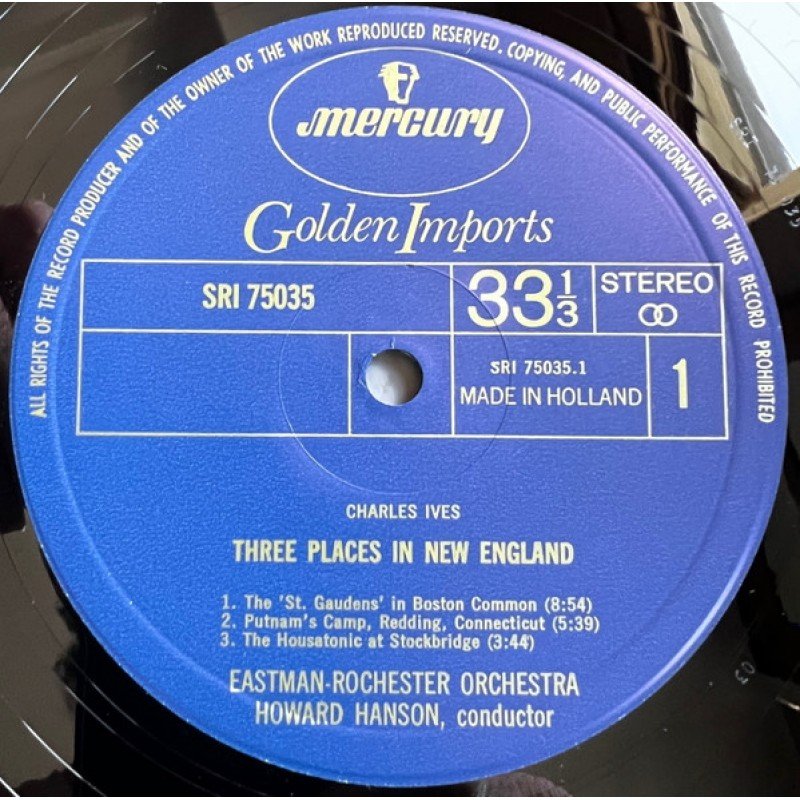 ALL RIGHTS OF THE RECORD PRODUCER AND OF THE OWNER OF THE WORK REPRODUCED RESERVED. COPYING, AND PUBLIC PERFORMANCE OF THIS RECORD PROHIBITED
mercury
Golden Imports
SRI 75035
33 1/3
STEREO
SRI 75035.1
MADE IN HOLLAND
1
CHARLES IVES
THREE PLACES IN NEW ENGLAND
1. The 'St. Gaudens' in Boston Common (8:54)
2. Putnam's Camp, Redding, Connecticut (5:39)
3. The Housatonic at Stockbridge (3:44)
EASTMAN-ROCHESTER ORCHESTRA
HOWARD HANSON, conductor